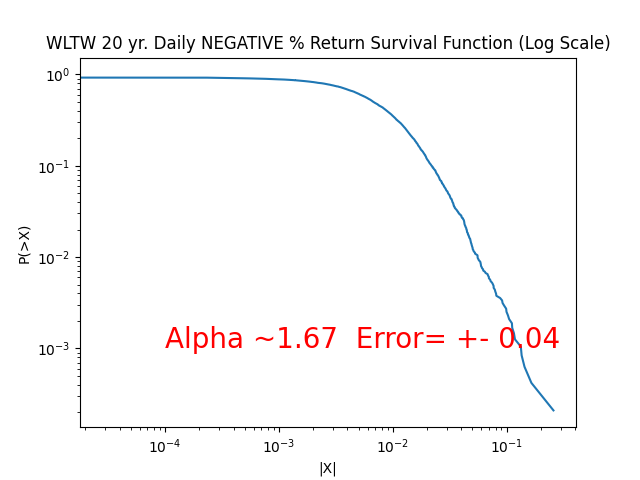 WLTW 20 yr. Daily NEGATIVE % Return Survival Function (Log Scale)
10⁰
10⁻¹
10⁻²
10⁻³
P(>X)
Alpha ~1.67  Error= +- 0.04
10⁻⁴ 10⁻³ 10⁻² 10⁻¹
|X|